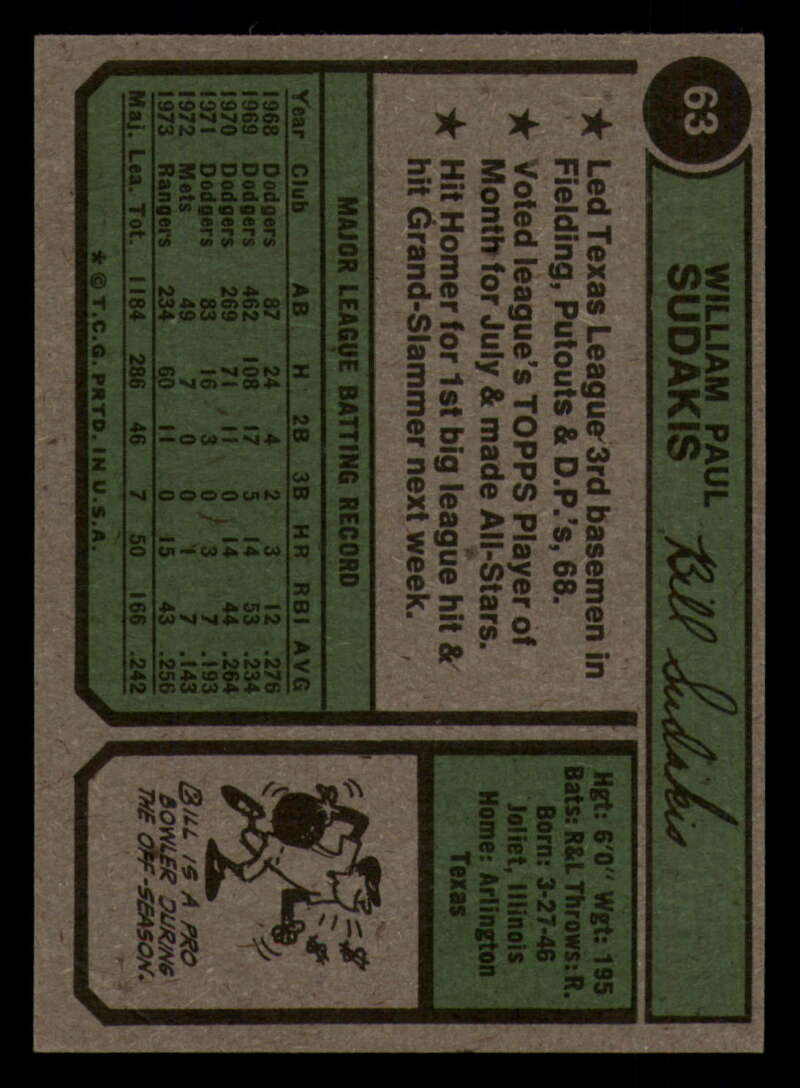 63
WILLIAM PAUL
SUDAKIS
Bill Sudakis
★ Led Texas League 3rd basemen in
Fielding, Putouts & D.P.'s, 68.
★ Voted league's TOPPS Player of
Month for July & made All-Stars.
★ Hit Homer for 1st big league hit &
hit Grand-Slammer next week.
Hgt: 6'0" Wgt: 195
Bats: R&L Throws: R.
Born: 3-27-46
Joliet, Illinois
Home: Arlington
Texas
MAJOR LEAGUE BATTING RECORD
Year Club AB H 2B 3B HR RBI AVG
1968 Dodgers 87 24 4 2 3 12 .276
1969 Dodgers 462 108 17 5 14 53 .234
1970 Dodgers 269 71 11 0 14 44 .264
1971 Dodgers 83 16 3 0 3 7 .193
1972 Mets 49 7 0 0 1 7 .143
1973 Rangers 234 60 11 0 15 43 .256
Maj. Lea. Tot. 1184 286 46 7 50 166 .242
* © T.C.G. PRTD. IN U.S.A.
BILL IS A PRO
BOWLER DURING
THE OFF-SEASON.